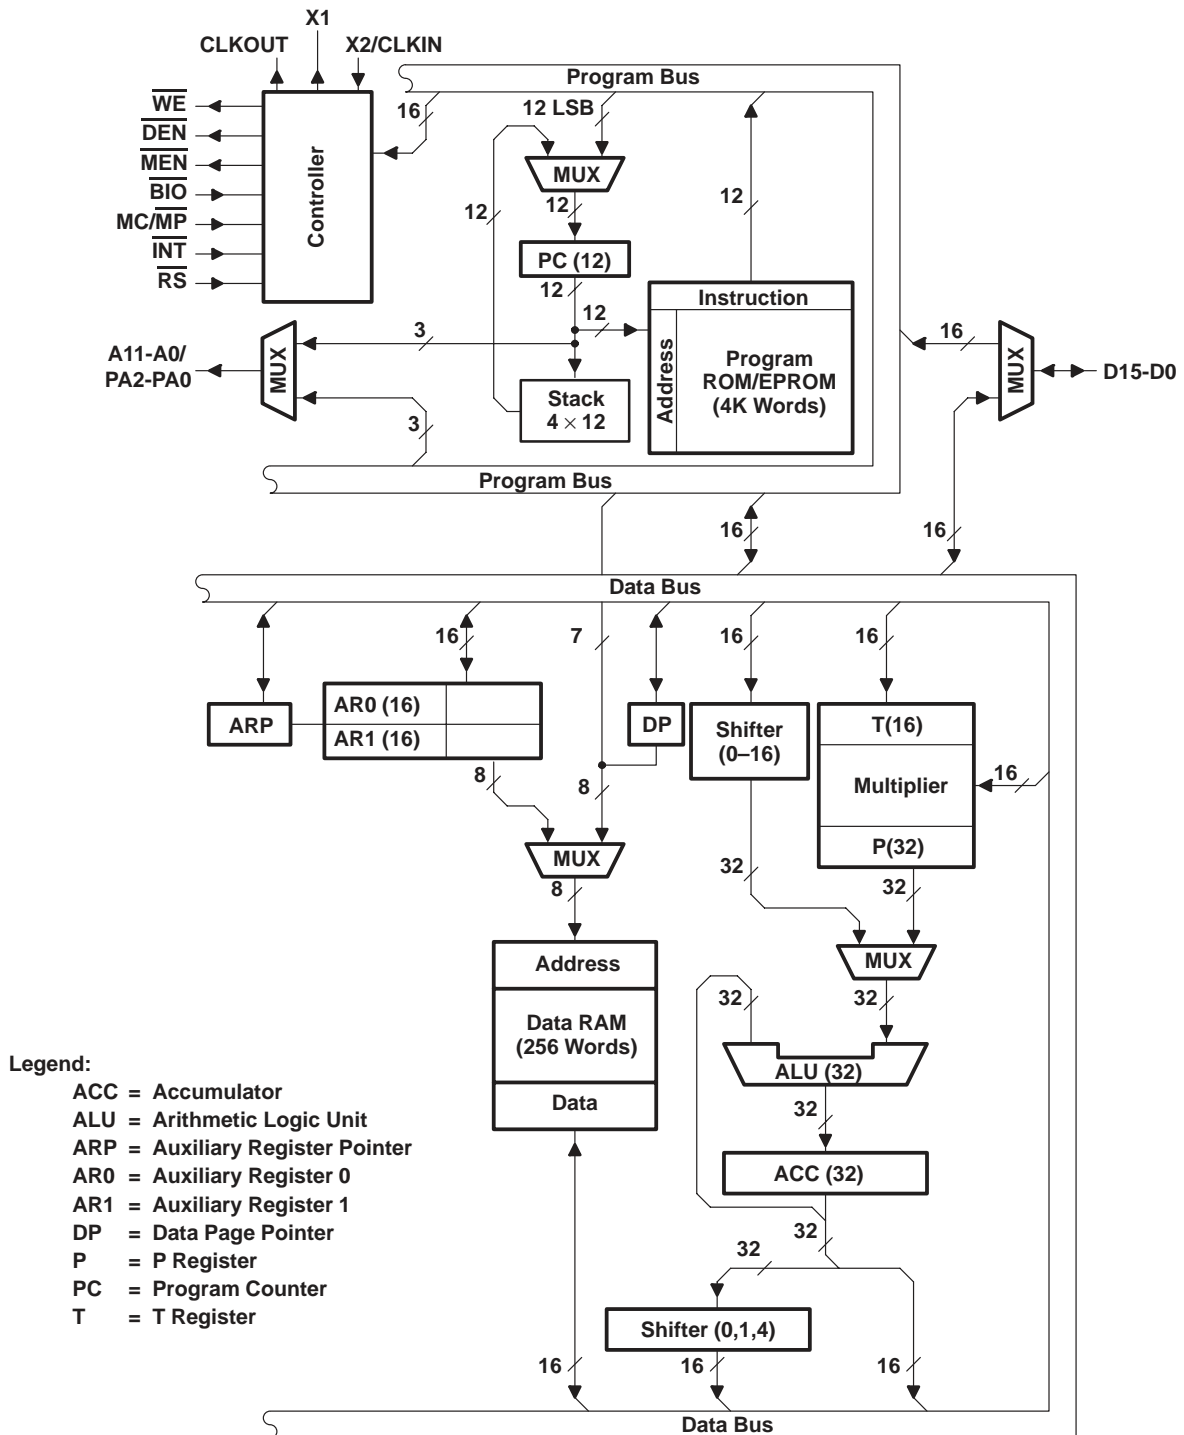 X1
CLKOUT
X2/CLKIN
Program Bus
WE
DEN
MEN
BIO
MC/MP
INT
RS
Controller
16
12 LSB
MUX
12
12
12
PC (12)
12
12
Instruction
Address
Program
ROM/EPROM
(4K Words)
3
16
A11-A0/
PA2-PA0
MUX
MUX
D15-D0
Stack
4 × 12
3
Program Bus
16
16
Data Bus
16
7
16
16
ARP
AR0 (16)
AR1 (16)
DP
Shifter
(0–16)
T(16)
Multiplier
P(32)
16
8
8
MUX
8
32
32
MUX
Address
Data RAM
(256 Words)
Data
32
32
ALU (32)
32
ACC (32)
32
32
Shifter (0,1,4)
16
16
16
Data Bus
Legend:
ACC = Accumulator
ALU = Arithmetic Logic Unit
ARP = Auxiliary Register Pointer
AR0 = Auxiliary Register 0
AR1 = Auxiliary Register 1
DP = Data Page Pointer
P = P Register
PC = Program Counter
T = T Register